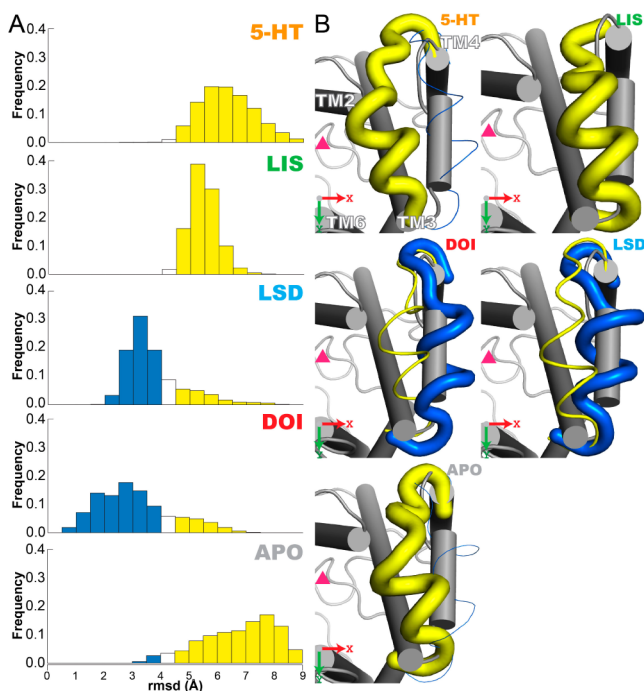 A
5-HT
Frequency
0.4
0.3
0.2
0.1
0.0
LIS
Frequency
0.4
0.3
0.2
0.1
0.0
LSD
Frequency
0.4
0.3
0.2
0.1
0.0
DOI
Frequency
0.4
0.3
0.2
0.1
0.0
APO
Frequency
0.4
0.3
0.2
0.1
0.0
0 1 2 3 4 5 6 7 8 9
rmsd (Å)
B
5-HT
TM4
TM2
x
TM6
TM3
LIS
x
DOI
x
LSD
x
APO
x